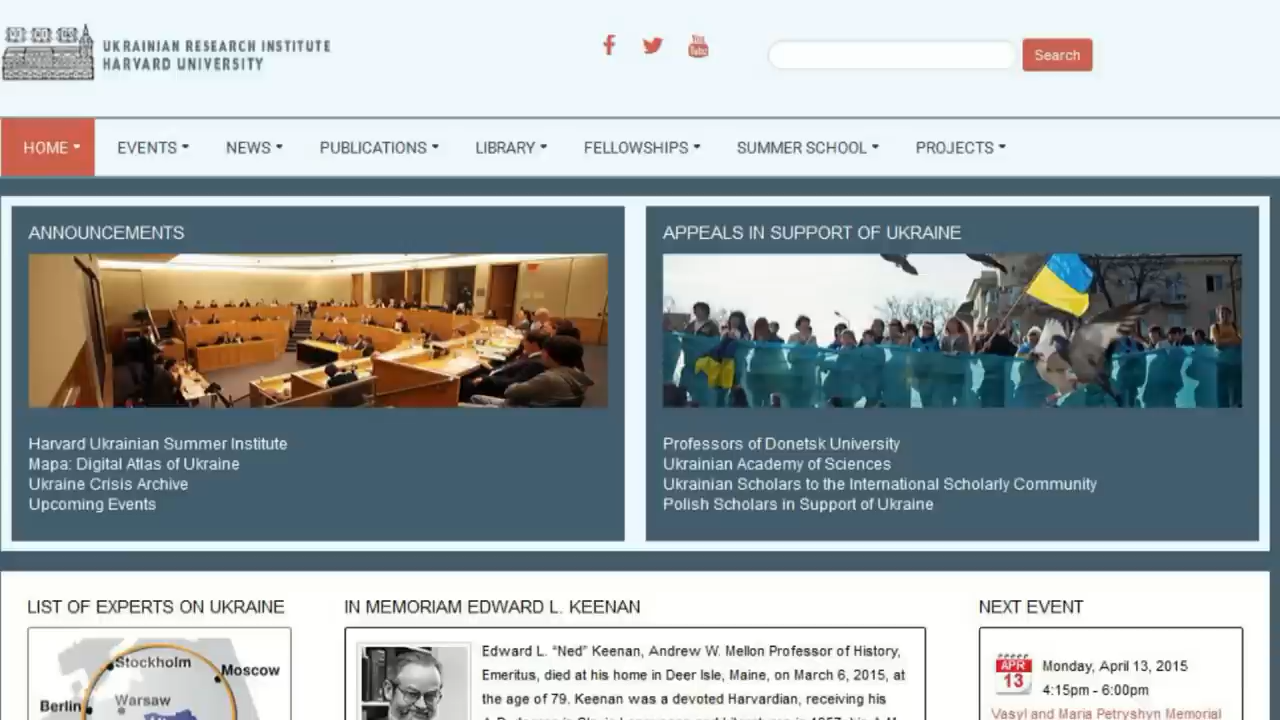 UKRAINIAN RESEARCH INSTITUTE
HARVARD UNIVERSITY
You
Tube
Search
HOME
EVENTS
NEWS
PUBLICATIONS
LIBRARY
FELLOWSHIPS
SUMMER SCHOOL
PROJECTS
ANNOUNCEMENTS
Harvard Ukrainian Summer Institute
Mapa: Digital Atlas of Ukraine
Ukraine Crisis Archive
Upcoming Events
APPEALS IN SUPPORT OF UKRAINE
Professors of Donetsk University
Ukrainian Academy of Sciences
Ukrainian Scholars to the International Scholarly Community
Polish Scholars in Support of Ukraine
LIST OF EXPERTS ON UKRAINE
Stockholm
Moscow
Warsaw
Berlin
IN MEMORIAM EDWARD L. KEENAN
Edward L. “Ned” Keenan, Andrew W. Mellon Professor of History,
Emeritus, died at his home in Deer Isle, Maine, on March 6, 2015, at
the age of 79. Keenan was a devoted Harvardian, receiving his
NEXT EVENT
APR
13
Monday, April 13, 2015
4:15pm - 6:00pm
Vasyl and Maria Petryshyn Memorial